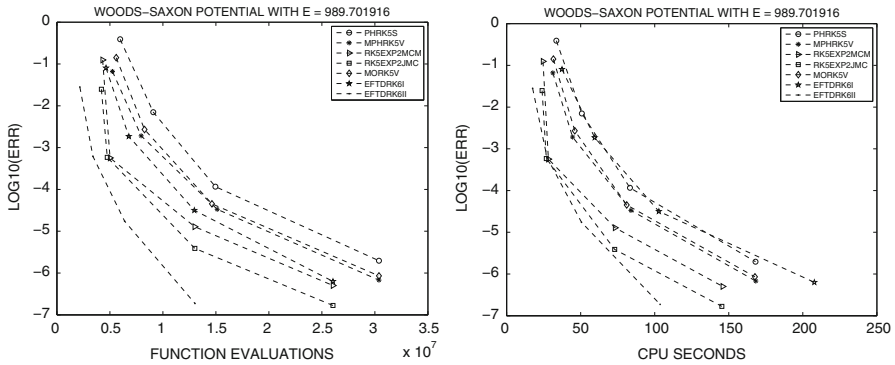 WOODS−SAXON POTENTIAL WITH E = 989.701916
0
−1
−2
−3
−4
−5
−6
−7
LOG10(ERR)
PHRK5S
MPHRK5V
RK5EXP2MCM
RK5EXP2JMC
MORK5V
EFTDRK6I
EFTDRK6II
0 0.5 1 1.5 2 2.5 3 3.5
x 10^7
FUNCTION EVALUATIONS
WOODS−SAXON POTENTIAL WITH E = 989.701916
0
−1
−2
−3
−4
−5
−6
−7
LOG10(ERR)
PHRK5S
MPHRK5V
RK5EXP2MCM
RK5EXP2JMC
MORK5V
EFTDRK6I
EFTDRK6II
0 50 100 150 200 250
CPU SECONDS